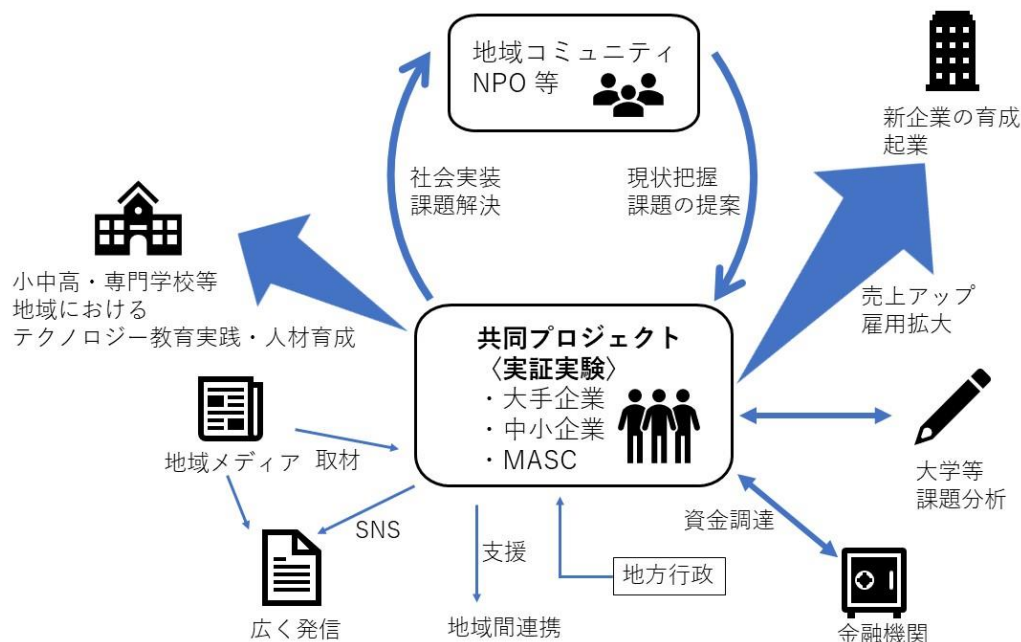 地域コミュニティ
NPO 等
新企業の育成
起業
社会実装
課題解決
現状把握
課題の提案
小中高・専門学校等
地域における
テクノロジー教育実践・人材育成
売上アップ
雇用拡大
共同プロジェクト
〈実証実験〉
・大手企業
・中小企業
・MASC
地域メディア
取材
大学等
課題分析
SNS
支援
資金調達
地方行政
広く発信
地域間連携
金融機関